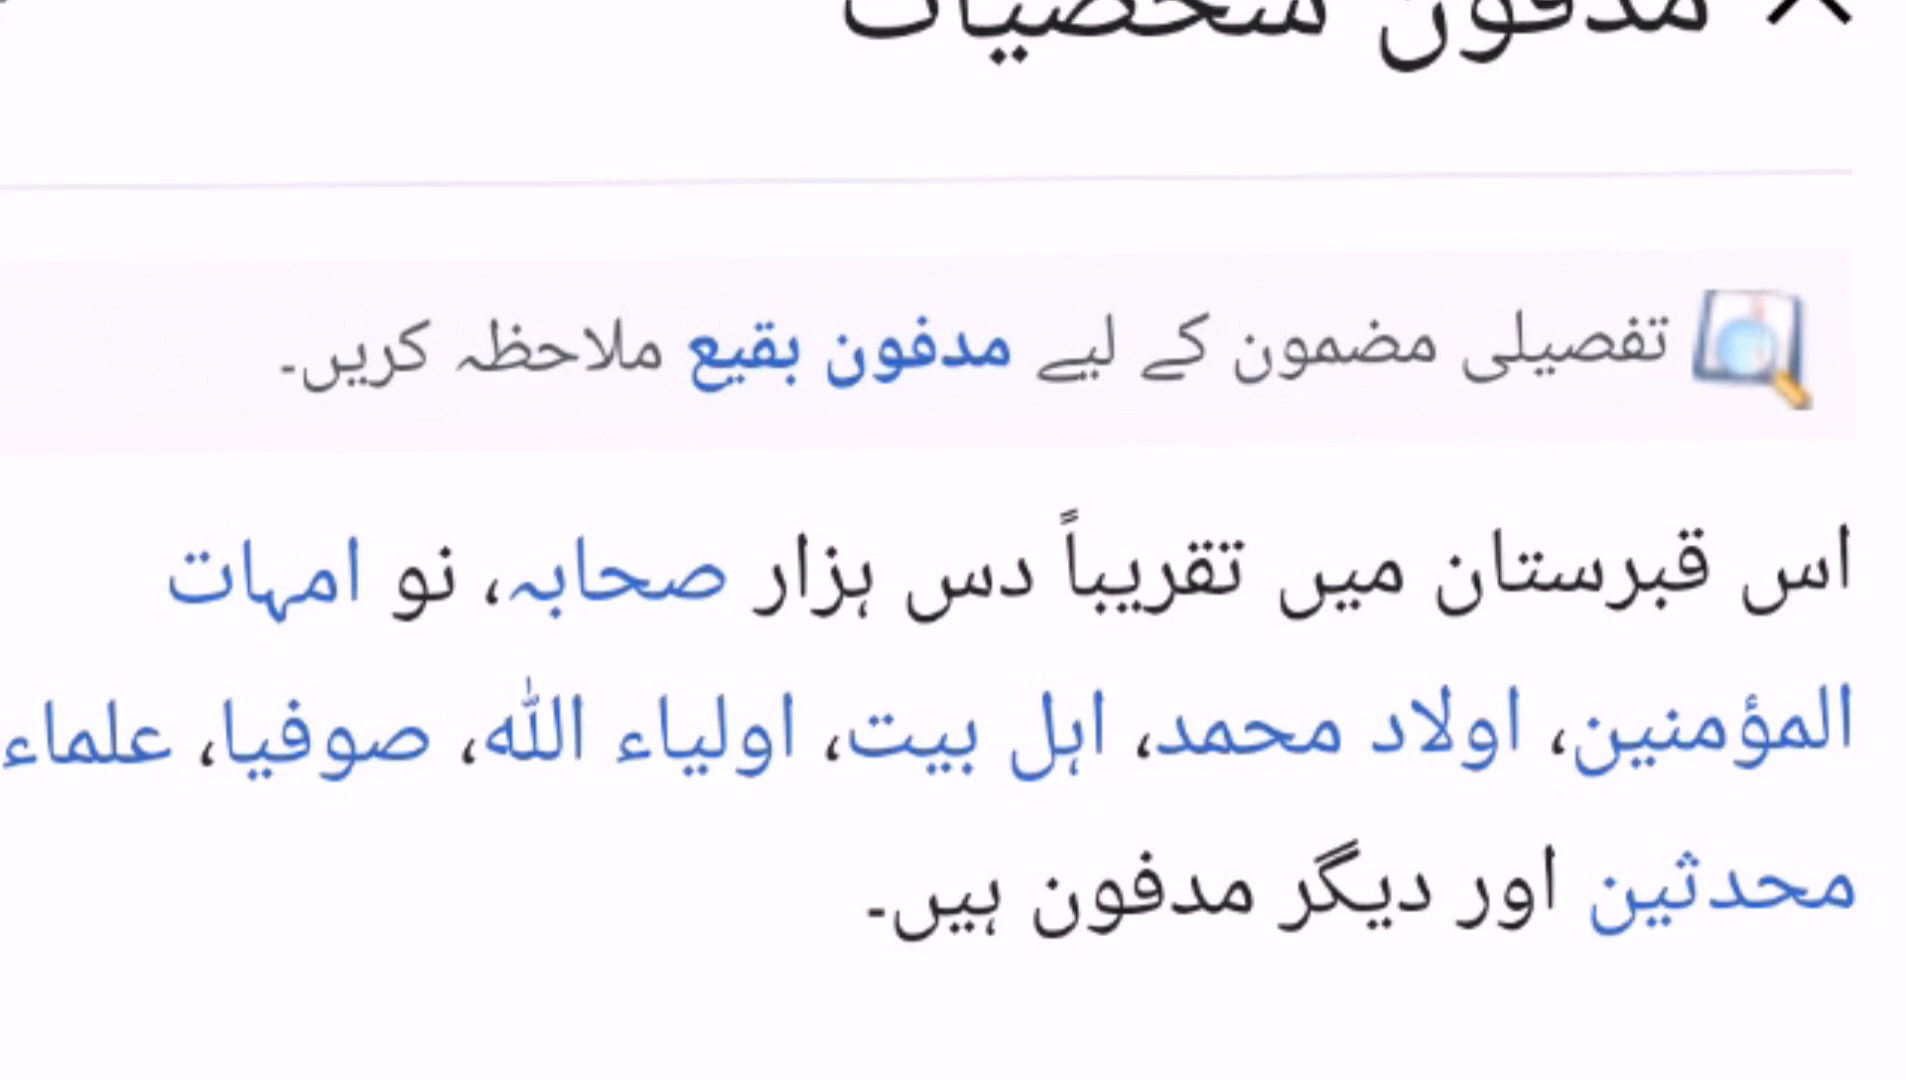 مدفون شخصیات
تفصیلی مضمون کے لیے مدفون بقیع ملاحظہ کریں۔
اس قبرستان میں تقریباً دس ہزار صحابہ، نو امہات
المؤمنین، اولاد محمد، اہل بیت، اولیاء اللہ، صوفیا، علماء
محدثین اور دیگر مدفون ہیں۔